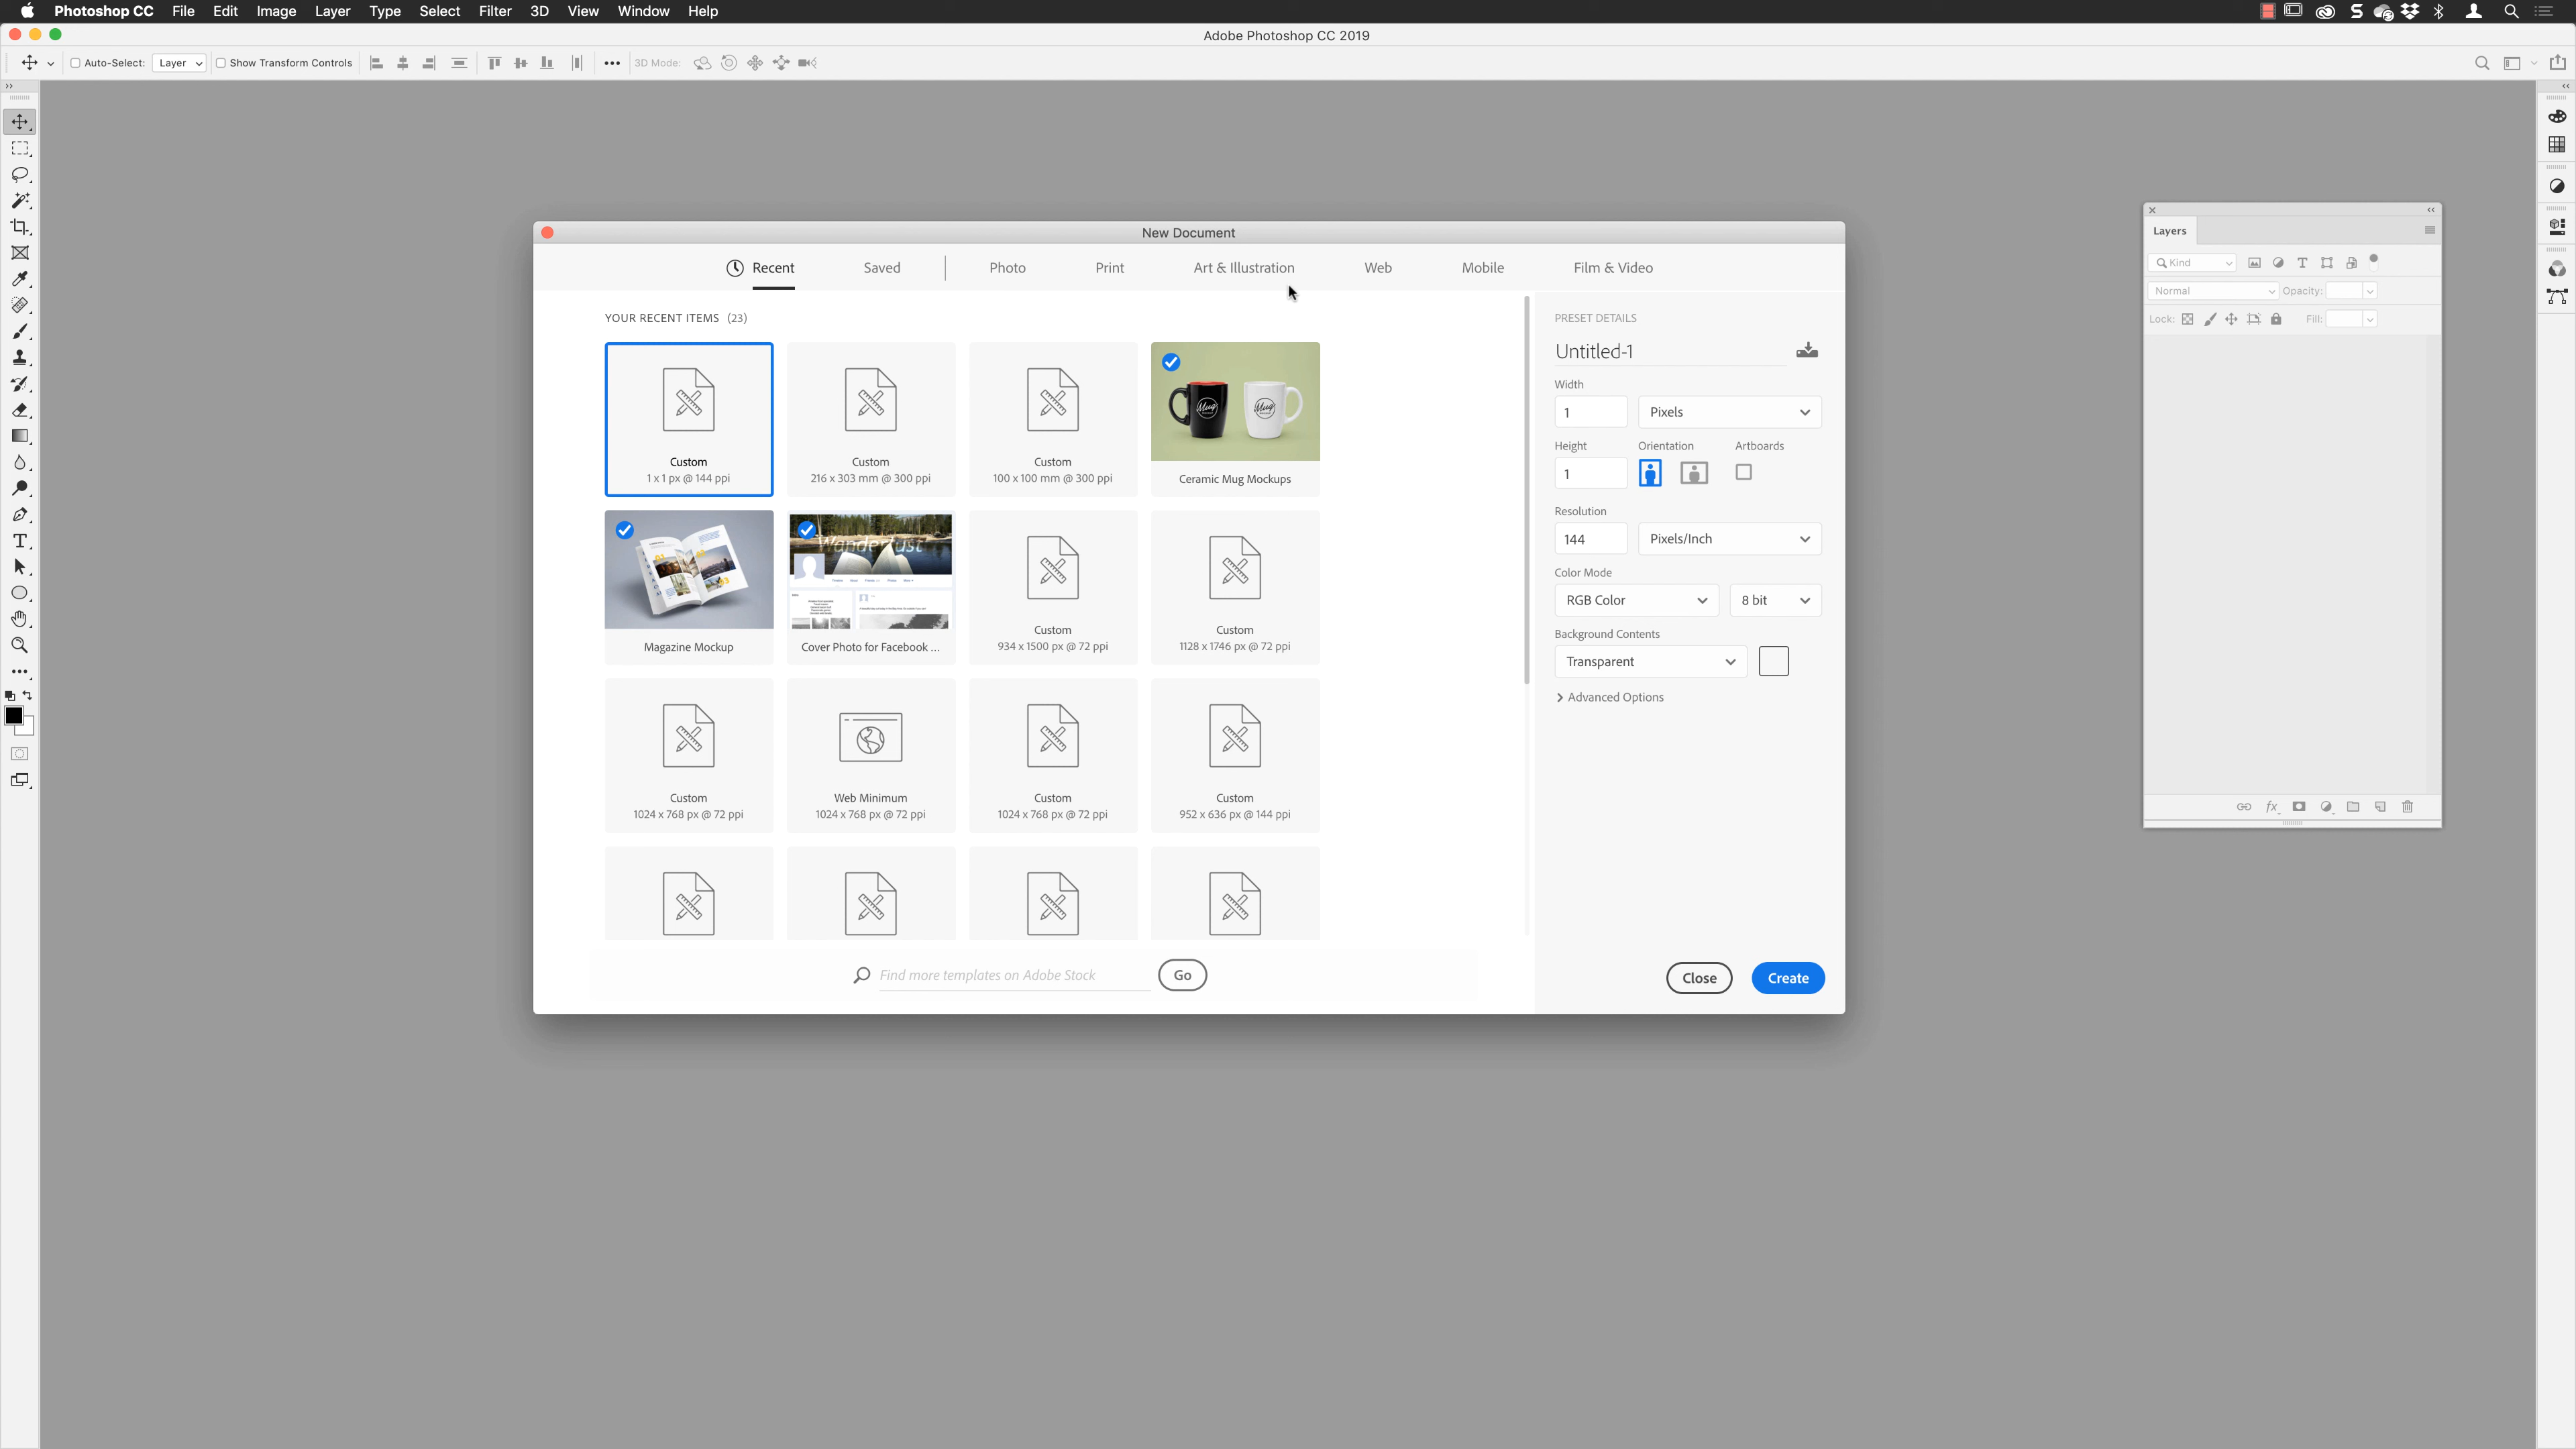 Photoshop CC File Edit Image Layer Type Select Filter 3D View Window Help
Adobe Photoshop CC 2019
Auto-Select: Layer Show Transform Controls 3D Mode:
New Document
Recent Saved Photo Print Art & Illustration Web Mobile Film & Video
YOUR RECENT ITEMS (23)
Custom
1 x 1 px @ 144 ppi
Custom
216 x 303 mm @ 300 ppi
Custom
100 x 100 mm @ 300 ppi
Mug
Mug
Ceramic Mug Mockups
Magazine Mockup
Wanderlust
Cover Photo for Facebook ...
Custom
934 x 1500 px @ 72 ppi
Custom
1128 x 1746 px @ 72 ppi
Custom
1024 x 768 px @ 72 ppi
Web Minimum
1024 x 768 px @ 72 ppi
Custom
1024 x 768 px @ 72 ppi
Custom
952 x 636 px @ 144 ppi
Find more templates on Adobe Stock
Go
PRESET DETAILS
Untitled-1
Width
1 Pixels
Height Orientation Artboards
1
Resolution
144 Pixels/Inch
Color Mode
RGB Color 8 bit
Background Contents
Transparent
Advanced Options
Close Create
Layers
Kind
Normal Opacity:
Lock: Fill: